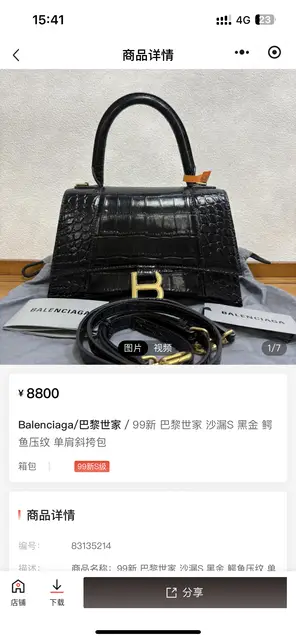 15:41
4G 23
商品详情
B
BALENCIAGA
BALENCIAGA
图片 视频
1/7
¥ 8800
Balenciaga/巴黎世家 / 99新 巴黎世家 沙漏S 黑金 鳄
鱼压纹 单肩斜挎包
箱包 99新S级
商品详情
编号: 83135214
描述: 商品名称: 99新 巴黎世家 沙漏S 黑金 鳄鱼压纹 单
店铺 下载 分享